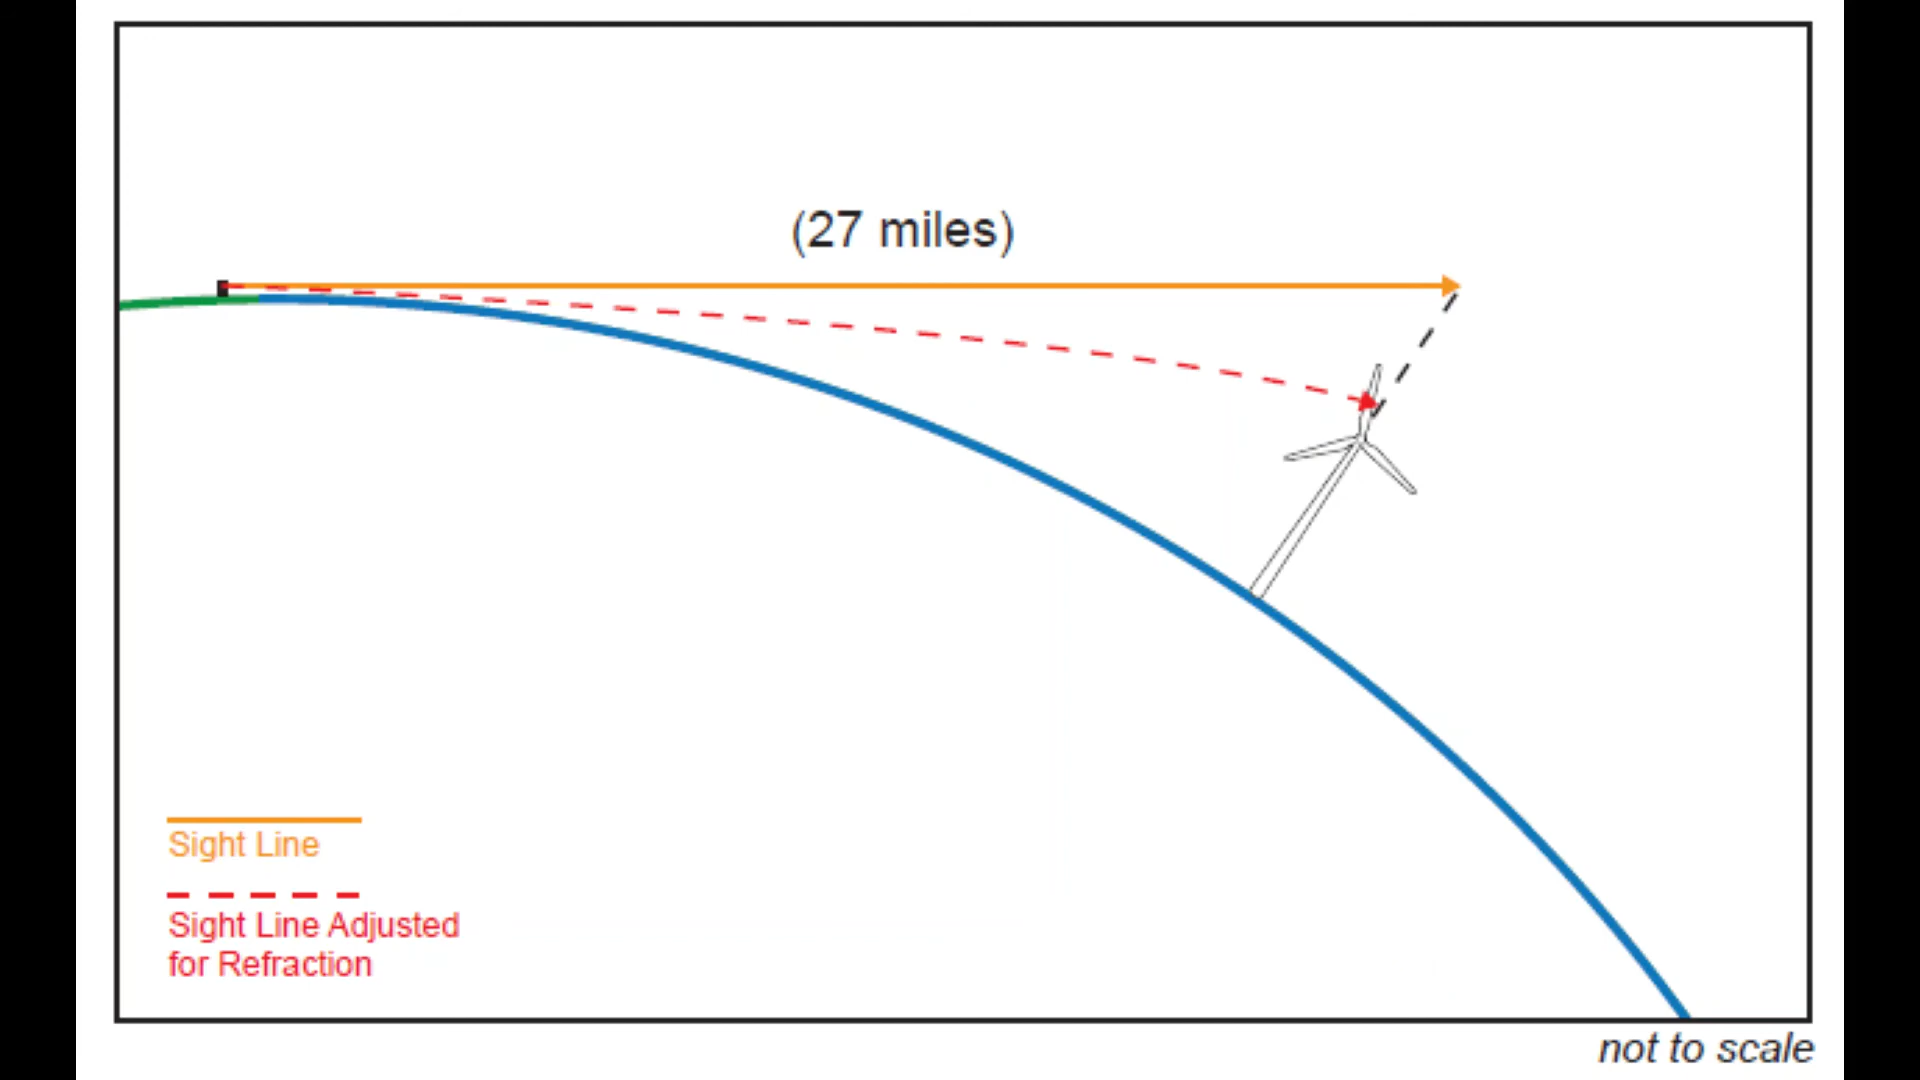 (27 miles)
Sight Line
Sight Line Adjusted
for Refraction
not to scale